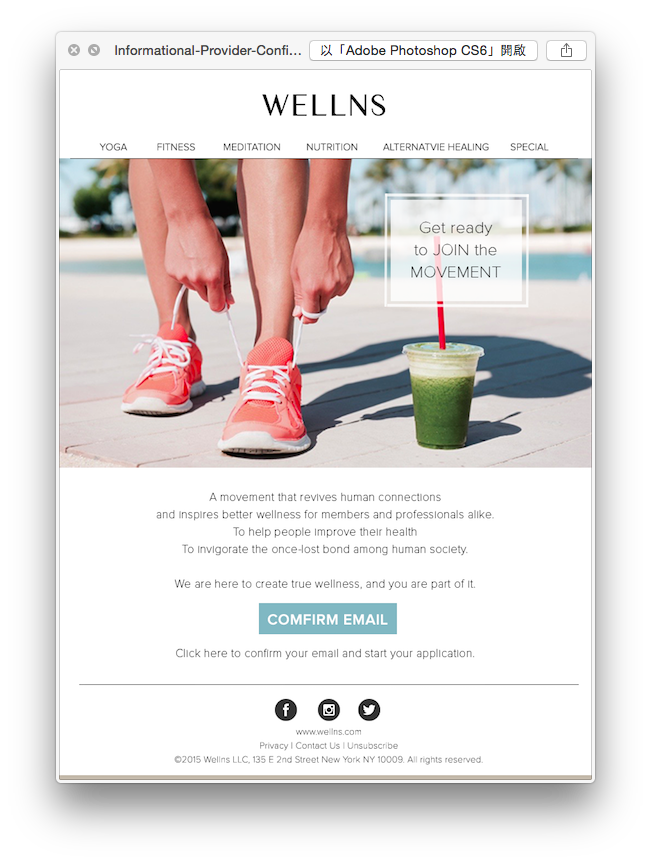 Informational-Provider-Confi... 以「Adobe Photoshop CS6」開啟
WELLNS
YOGA FITNESS MEDITATION NUTRITION ALTERNATVIE HEALING SPECIAL
Get ready
to JOIN the
MOVEMENT
A movement that revives human connections
and inspires better wellness for members and professionals alike.
To help people improve their health
To invigorate the once-lost bond among human society.
We are here to create true wellness, and you are part of it.
COMFIRM EMAIL
Click here to confirm your email and start your application.
www.wellns.com
Privacy | Contact Us | Unsubscribe
©2015 Wellns LLC, 135 E 2nd Street New York NY 10009. All rights reserved.